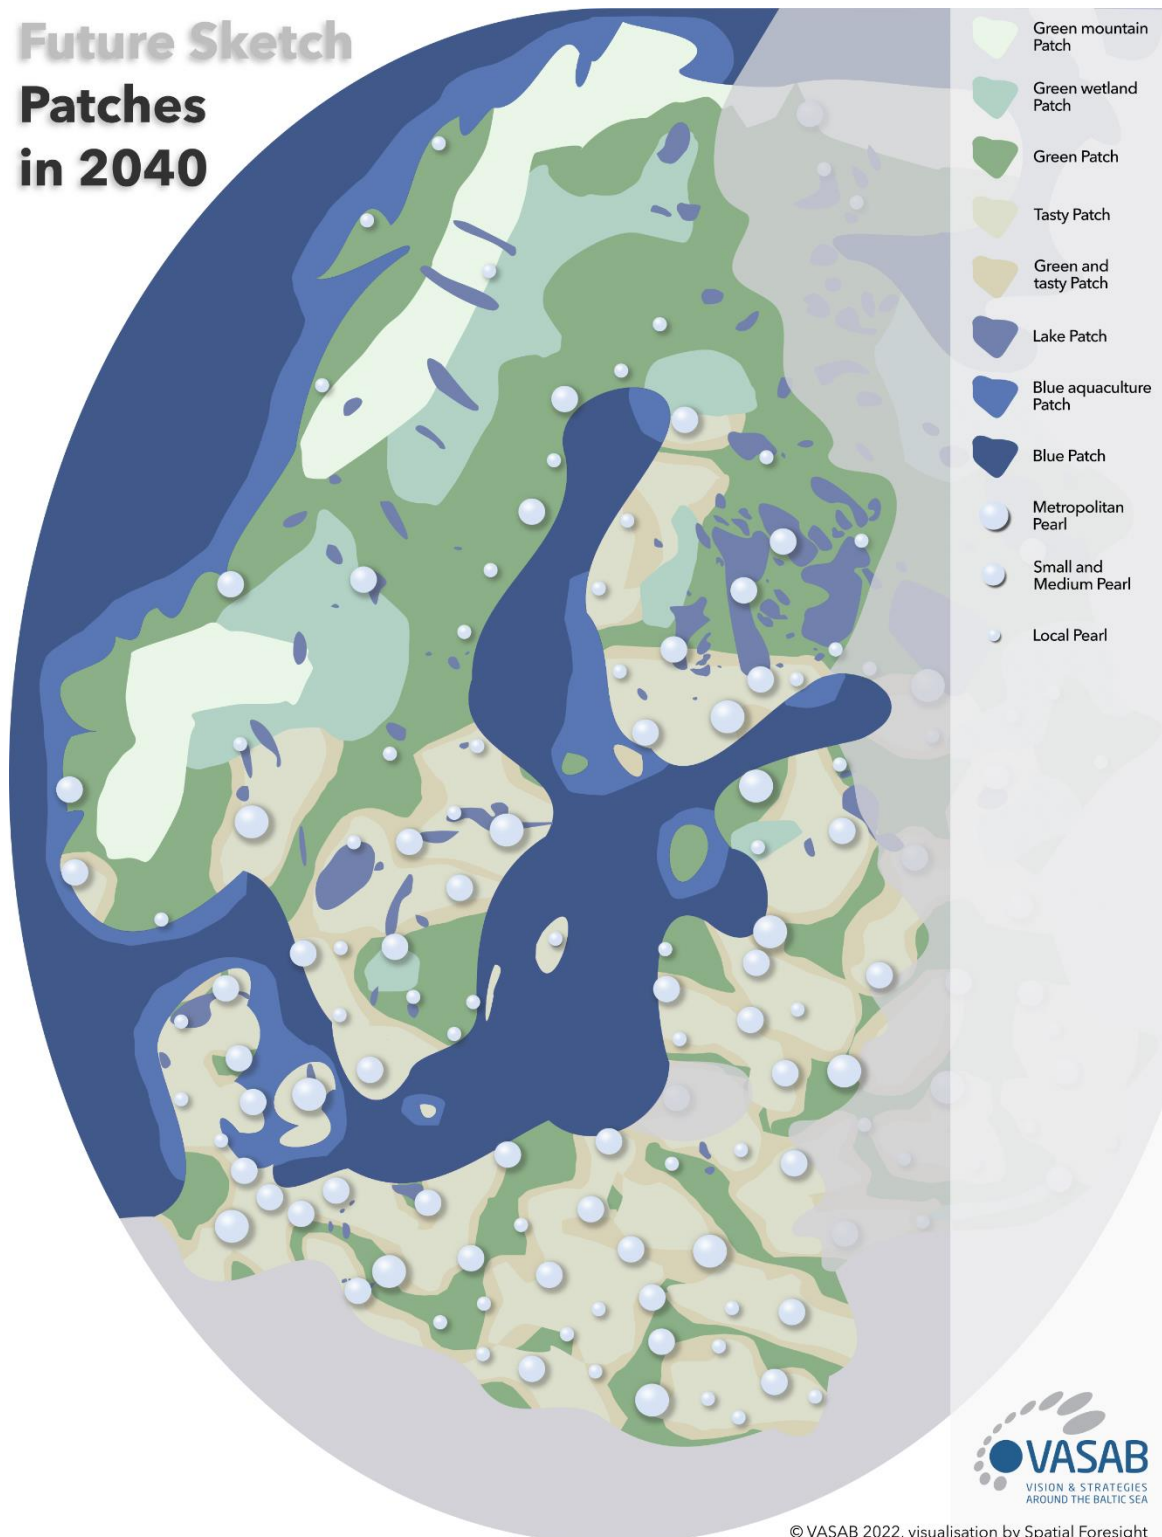 Future Sketch
Patches
in 2040
Green mountain
Patch
Green wetland
Patch
Green Patch
Tasty Patch
Green and
tasty Patch
Lake Patch
Blue aquaculture
Patch
Blue Patch
Metropolitan
Pearl
Small and
Medium Pearl
Local Pearl
VASAB
VISION & STRATEGIES
AROUND THE BALTIC SEA
© VASAB 2022, visualisation by Spatial Foresight